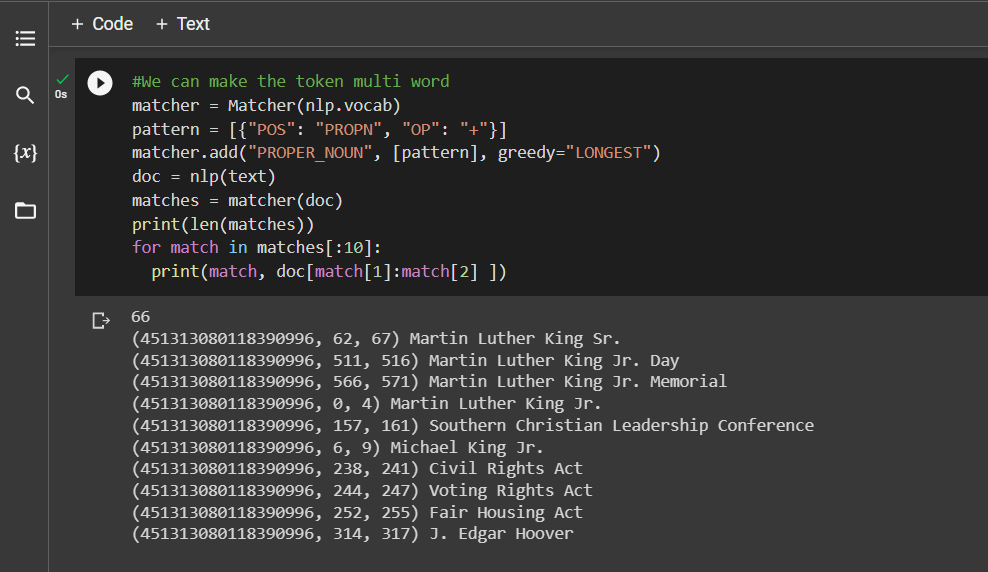 + Code + Text
0s
{x}
#We can make the token multi word
matcher = Matcher(nlp.vocab)
pattern = [{"POS": "PROPN", "OP": "+"}]
matcher.add("PROPER_NOUN", [pattern], greedy="LONGEST")
doc = nlp(text)
matches = matcher(doc)
print(len(matches))
for match in matches[:10]:
  print(match, doc[match[1]:match[2] ])
66
(451313080118390996, 62, 67) Martin Luther King Sr.
(451313080118390996, 511, 516) Martin Luther King Jr. Day
(451313080118390996, 566, 571) Martin Luther King Jr. Memorial
(451313080118390996, 0, 4) Martin Luther King Jr.
(451313080118390996, 157, 161) Southern Christian Leadership Conference
(451313080118390996, 6, 9) Michael King Jr.
(451313080118390996, 238, 241) Civil Rights Act
(451313080118390996, 244, 247) Voting Rights Act
(451313080118390996, 252, 255) Fair Housing Act
(451313080118390996, 314, 317) J. Edgar Hoover